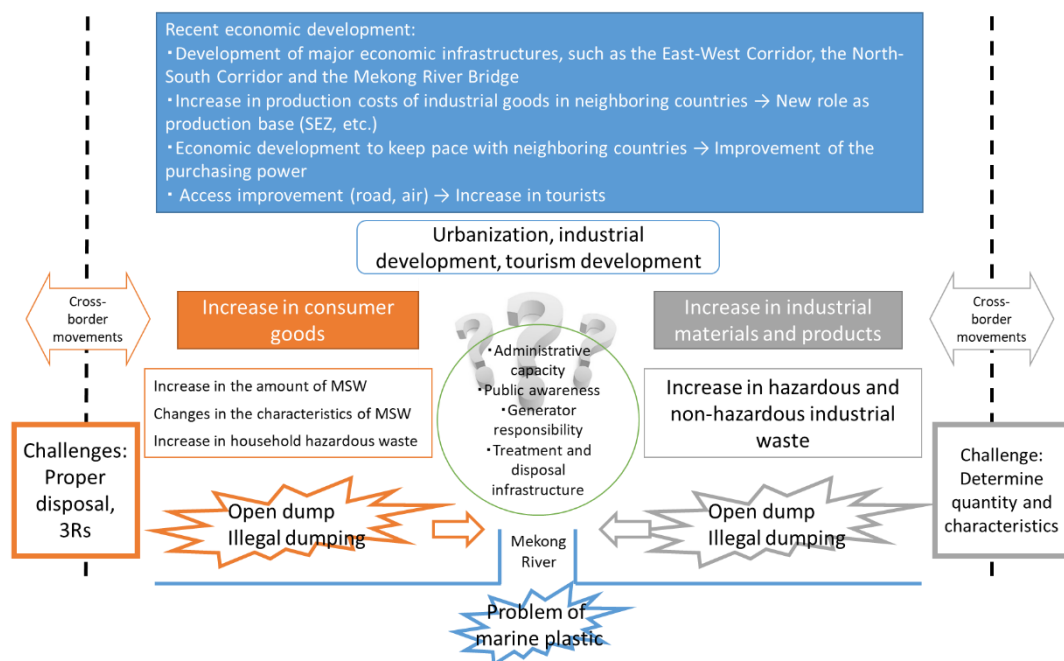 Recent economic development:
・Development of major economic infrastructures, such as the East-West Corridor, the North-
South Corridor and the Mekong River Bridge
・Increase in production costs of industrial goods in neighboring countries → New role as
production base (SEZ, etc.)
・Economic development to keep pace with neighboring countries → Improvement of the
purchasing power
・ Access improvement (road, air) → Increase in tourists
Urbanization, industrial
development, tourism development
Cross-
border
movements
Increase in consumer
goods
Increase in industrial
materials and products
Cross-
border
movements
・Administrative
capacity
・Public awareness
・Generator
responsibility
・Treatment and
disposal
infrastructure
Increase in the amount of MSW
Changes in the characteristics of MSW
Increase in household hazardous waste
Increase in hazardous and
non-hazardous industrial
waste
Challenges:
Proper
disposal,
3Rs
Challenge:
Determine
quantity and
characteristics
Open dump
Illegal dumping
Open dump
Illegal dumping
Mekong
River
Problem of
marine plastic